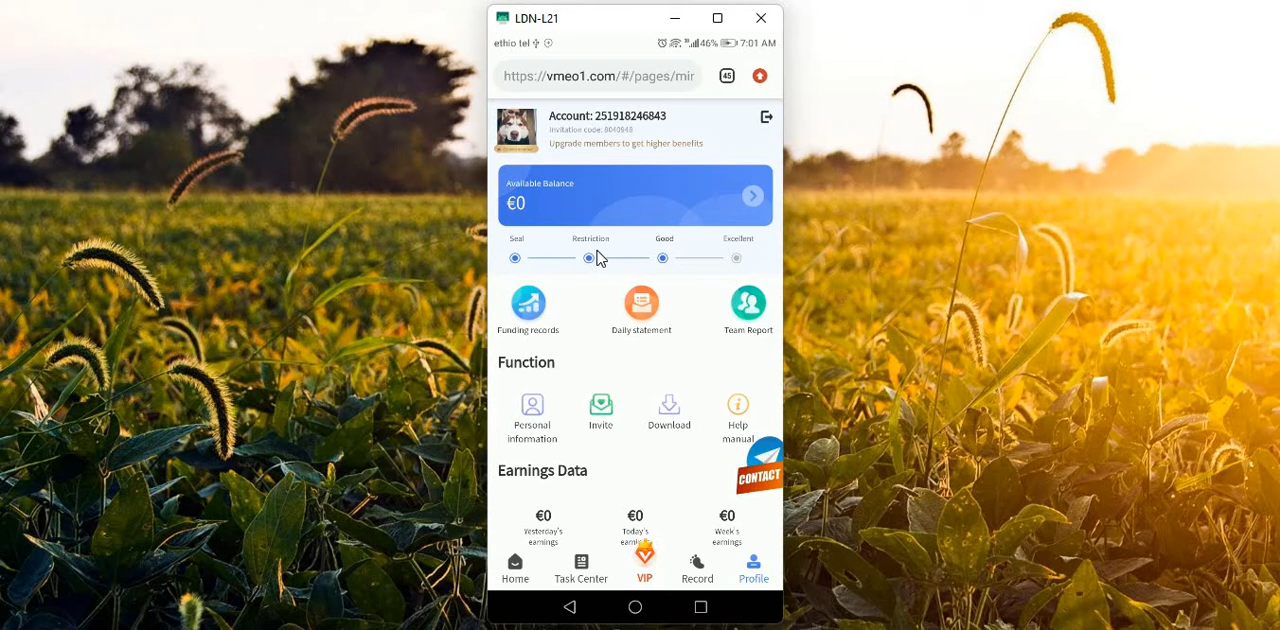 LDN-L21
ethio tel
46% 7:01 AM
https://vmeo1.com/#/pages/mir
45
Account: 251918246843
Invitation code: 8040948
Upgrade members to get higher benefits
Available Balance
€0
Seal Restriction Good Excellent
Funding records Daily statement Team Report
Function
Personal information Invite Download Help manual
CONTACT
Earnings Data
€0 €0 €0
Yesterday's earnings Today's earnings Week's earnings
Home Task Center VIP Record Profile